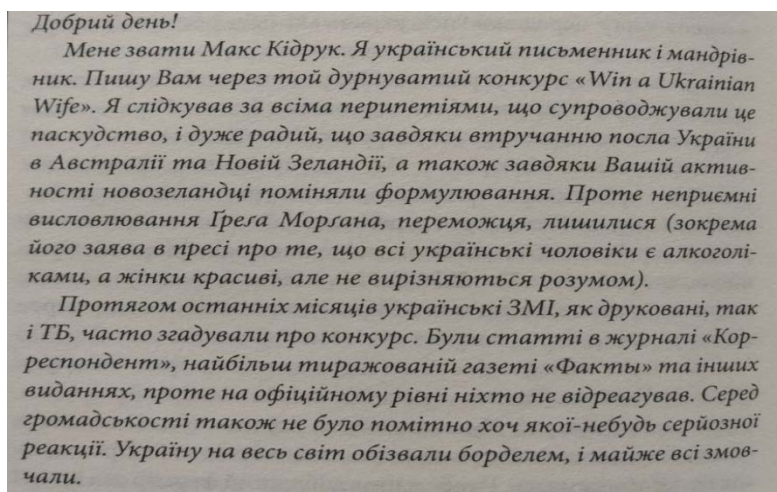 Добрий день!
Мене звати Макс Кідрук. Я український письменник і мандрів-
ник. Пишу Вам через той дурнуватий конкурс «Win a Ukrainian
Wife». Я слідкував за всіма перипетіями, що супроводжували це
паскудство, і дуже радий, що завдяки втручанню посла України
в Австралії та Новій Зеландії, а також завдяки Вашій актив-
ності новозеландці поміняли формулювання. Проте неприємні
висловлювання Ґреґа Морґана, переможця, лишилися (зокрема
його заява в пресі про те, що всі українські чоловіки є алкоголі-
ками, а жінки красиві, але не вирізняються розумом).
Протягом останніх місяців українські ЗМІ, як друковані, так
і ТБ, часто згадували про конкурс. Були статті в журналі «Кор-
респондент», найбільш тиражованій газеті «Факты» та інших
виданнях, проте на офіційному рівні ніхто не відреагував. Серед
громадськості також не було помітно хоч якої-небудь серйозної
реакції. Україну на весь світ обізвали борделем, і майже всі змов-
чали.